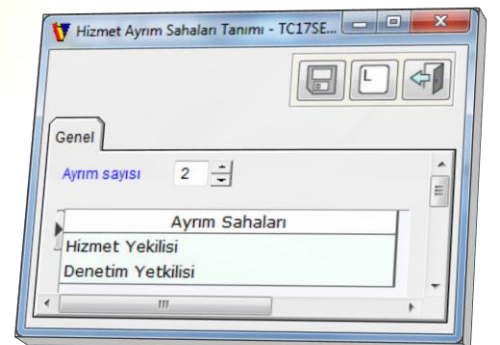 Hizmet Ayrım Sahaları Tanımı - TC17SE...
L
Genel
Ayrım sayısı 2
Ayrım Sahaları
Hizmet Yekilisi
Denetim Yetkilisi